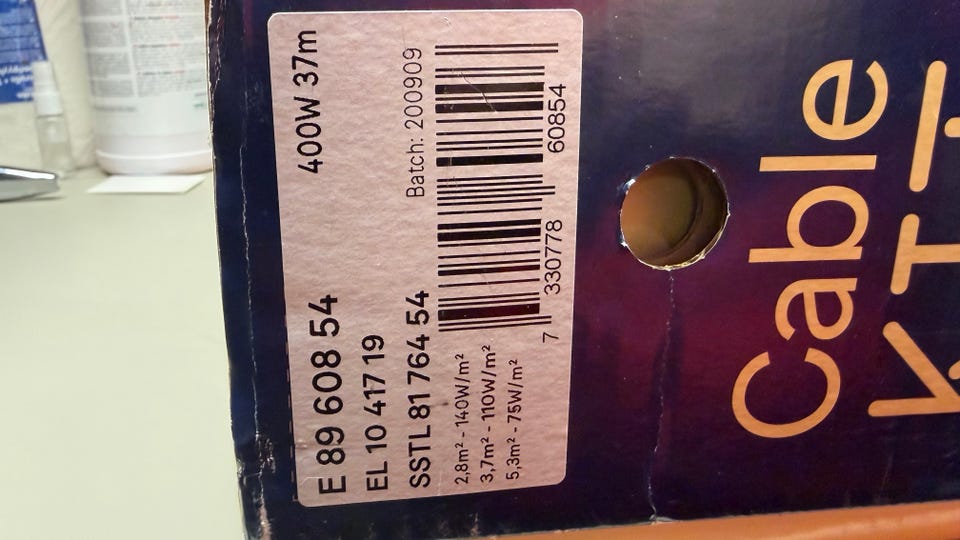 E 89 608 54 400W 37m
EL 10 417 19
SSTL 81 764 54 Batch: 200909
2,8m² - 140W/m²
3,7m² - 110W/m²
5,3m² - 75W/m²
7 330778 60854
Cable